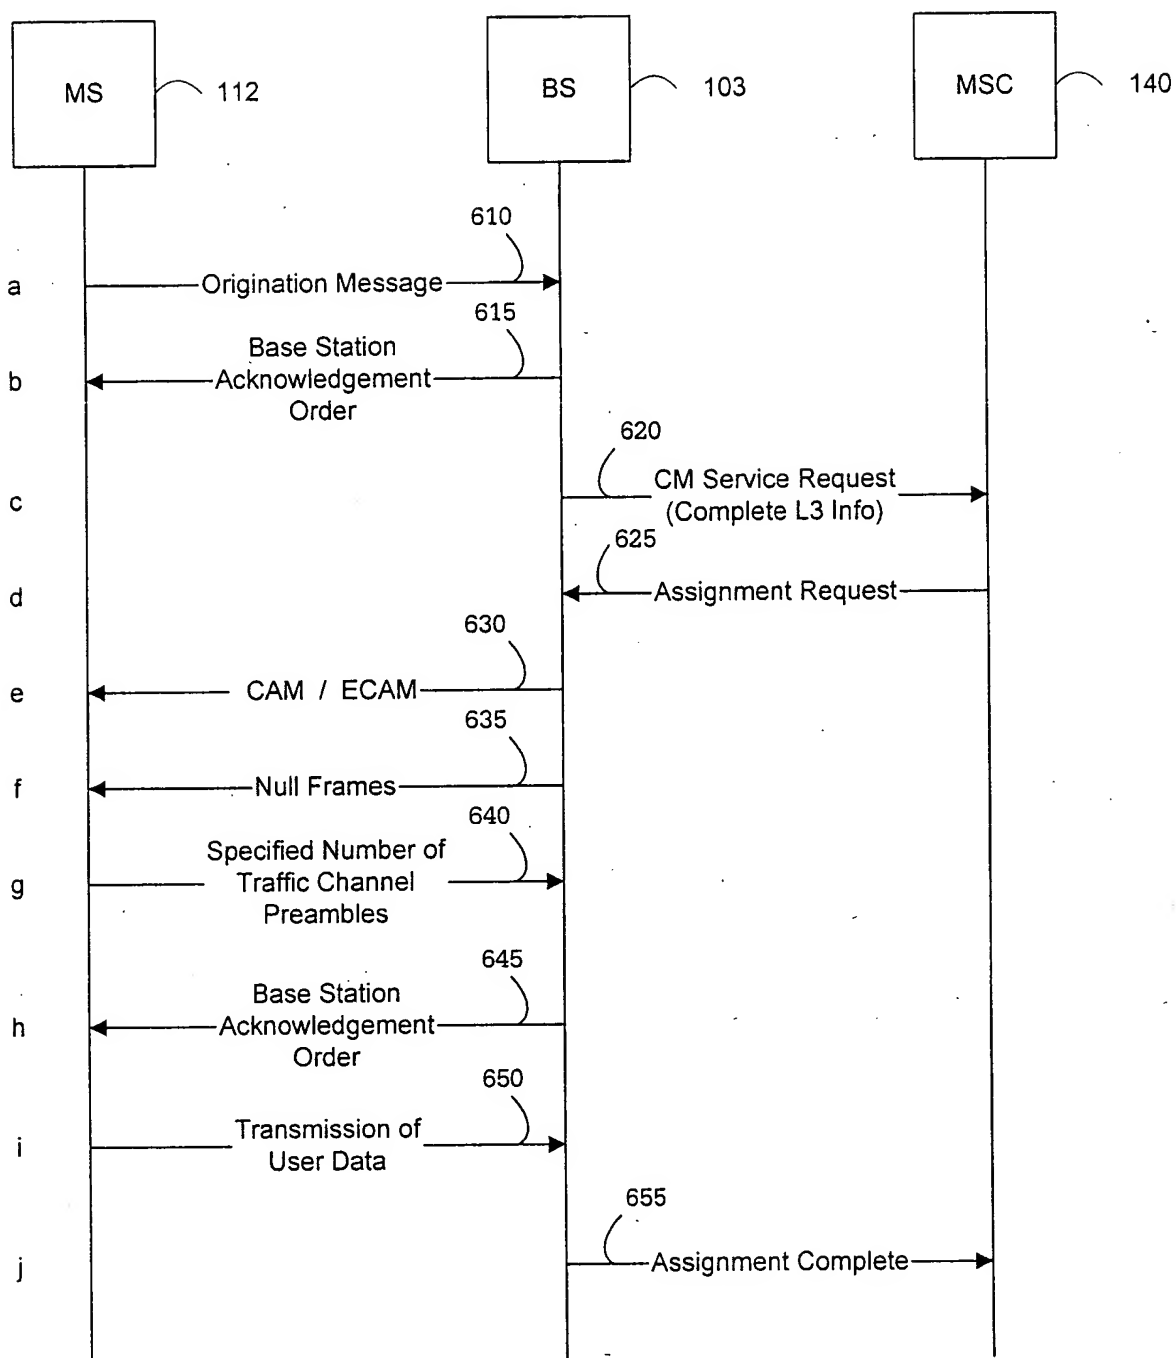 MS 112 BS 103 MSC 140
610
a Origination Message
615
Base Station
b Acknowledgement
Order
620
CM Service Request
c (Complete L3 Info)
625
d Assignment Request
630
e CAM / ECAM
635
f Null Frames
640
Specified Number of
g Traffic Channel
Preambles
645
Base Station
h Acknowledgement
Order
650
Transmission of
i User Data
655
j Assignment Complete